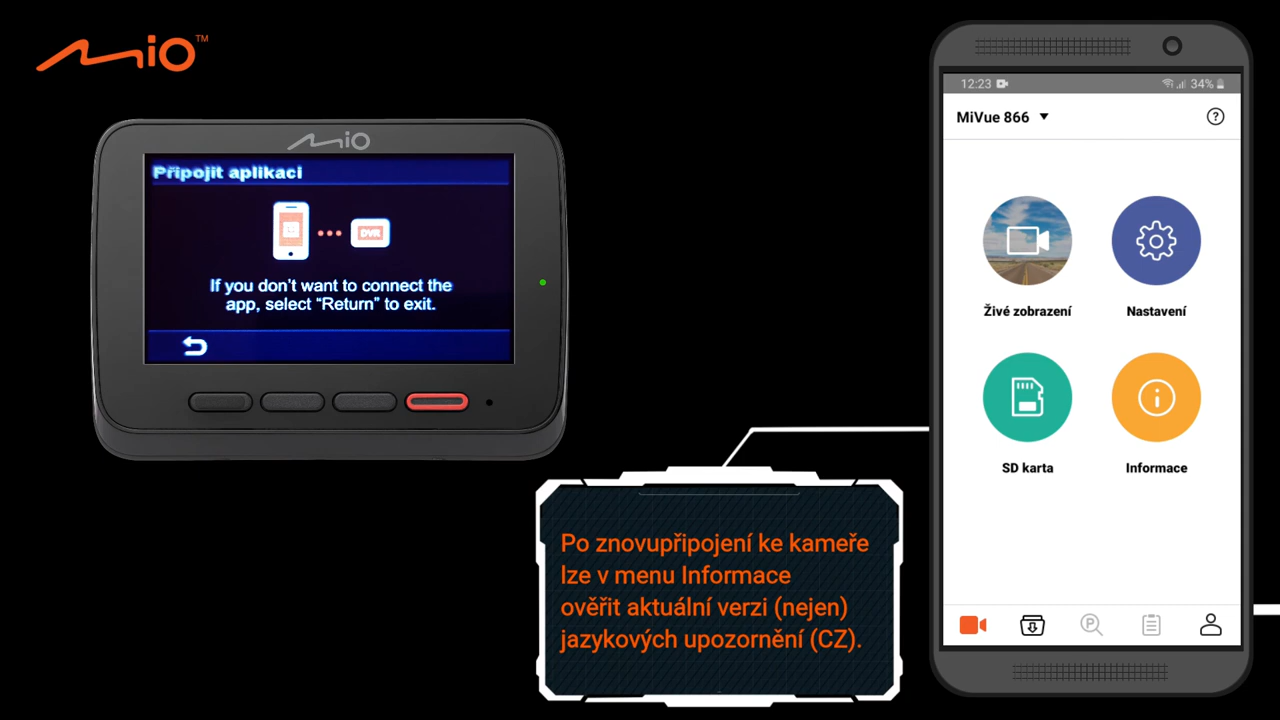 MIO™
MIO
Připojit aplikaci
DVR
If you don't want to connect the
app, select "Return" to exit.
12:23
34%
MiVue 866
?
Živé zobrazení
Nastavení
SD karta
Informace
P
Po znovupřipojení ke kameře
lze v menu Informace
ověřit aktuální verzi (nejen)
jazykových upozornění (CZ).